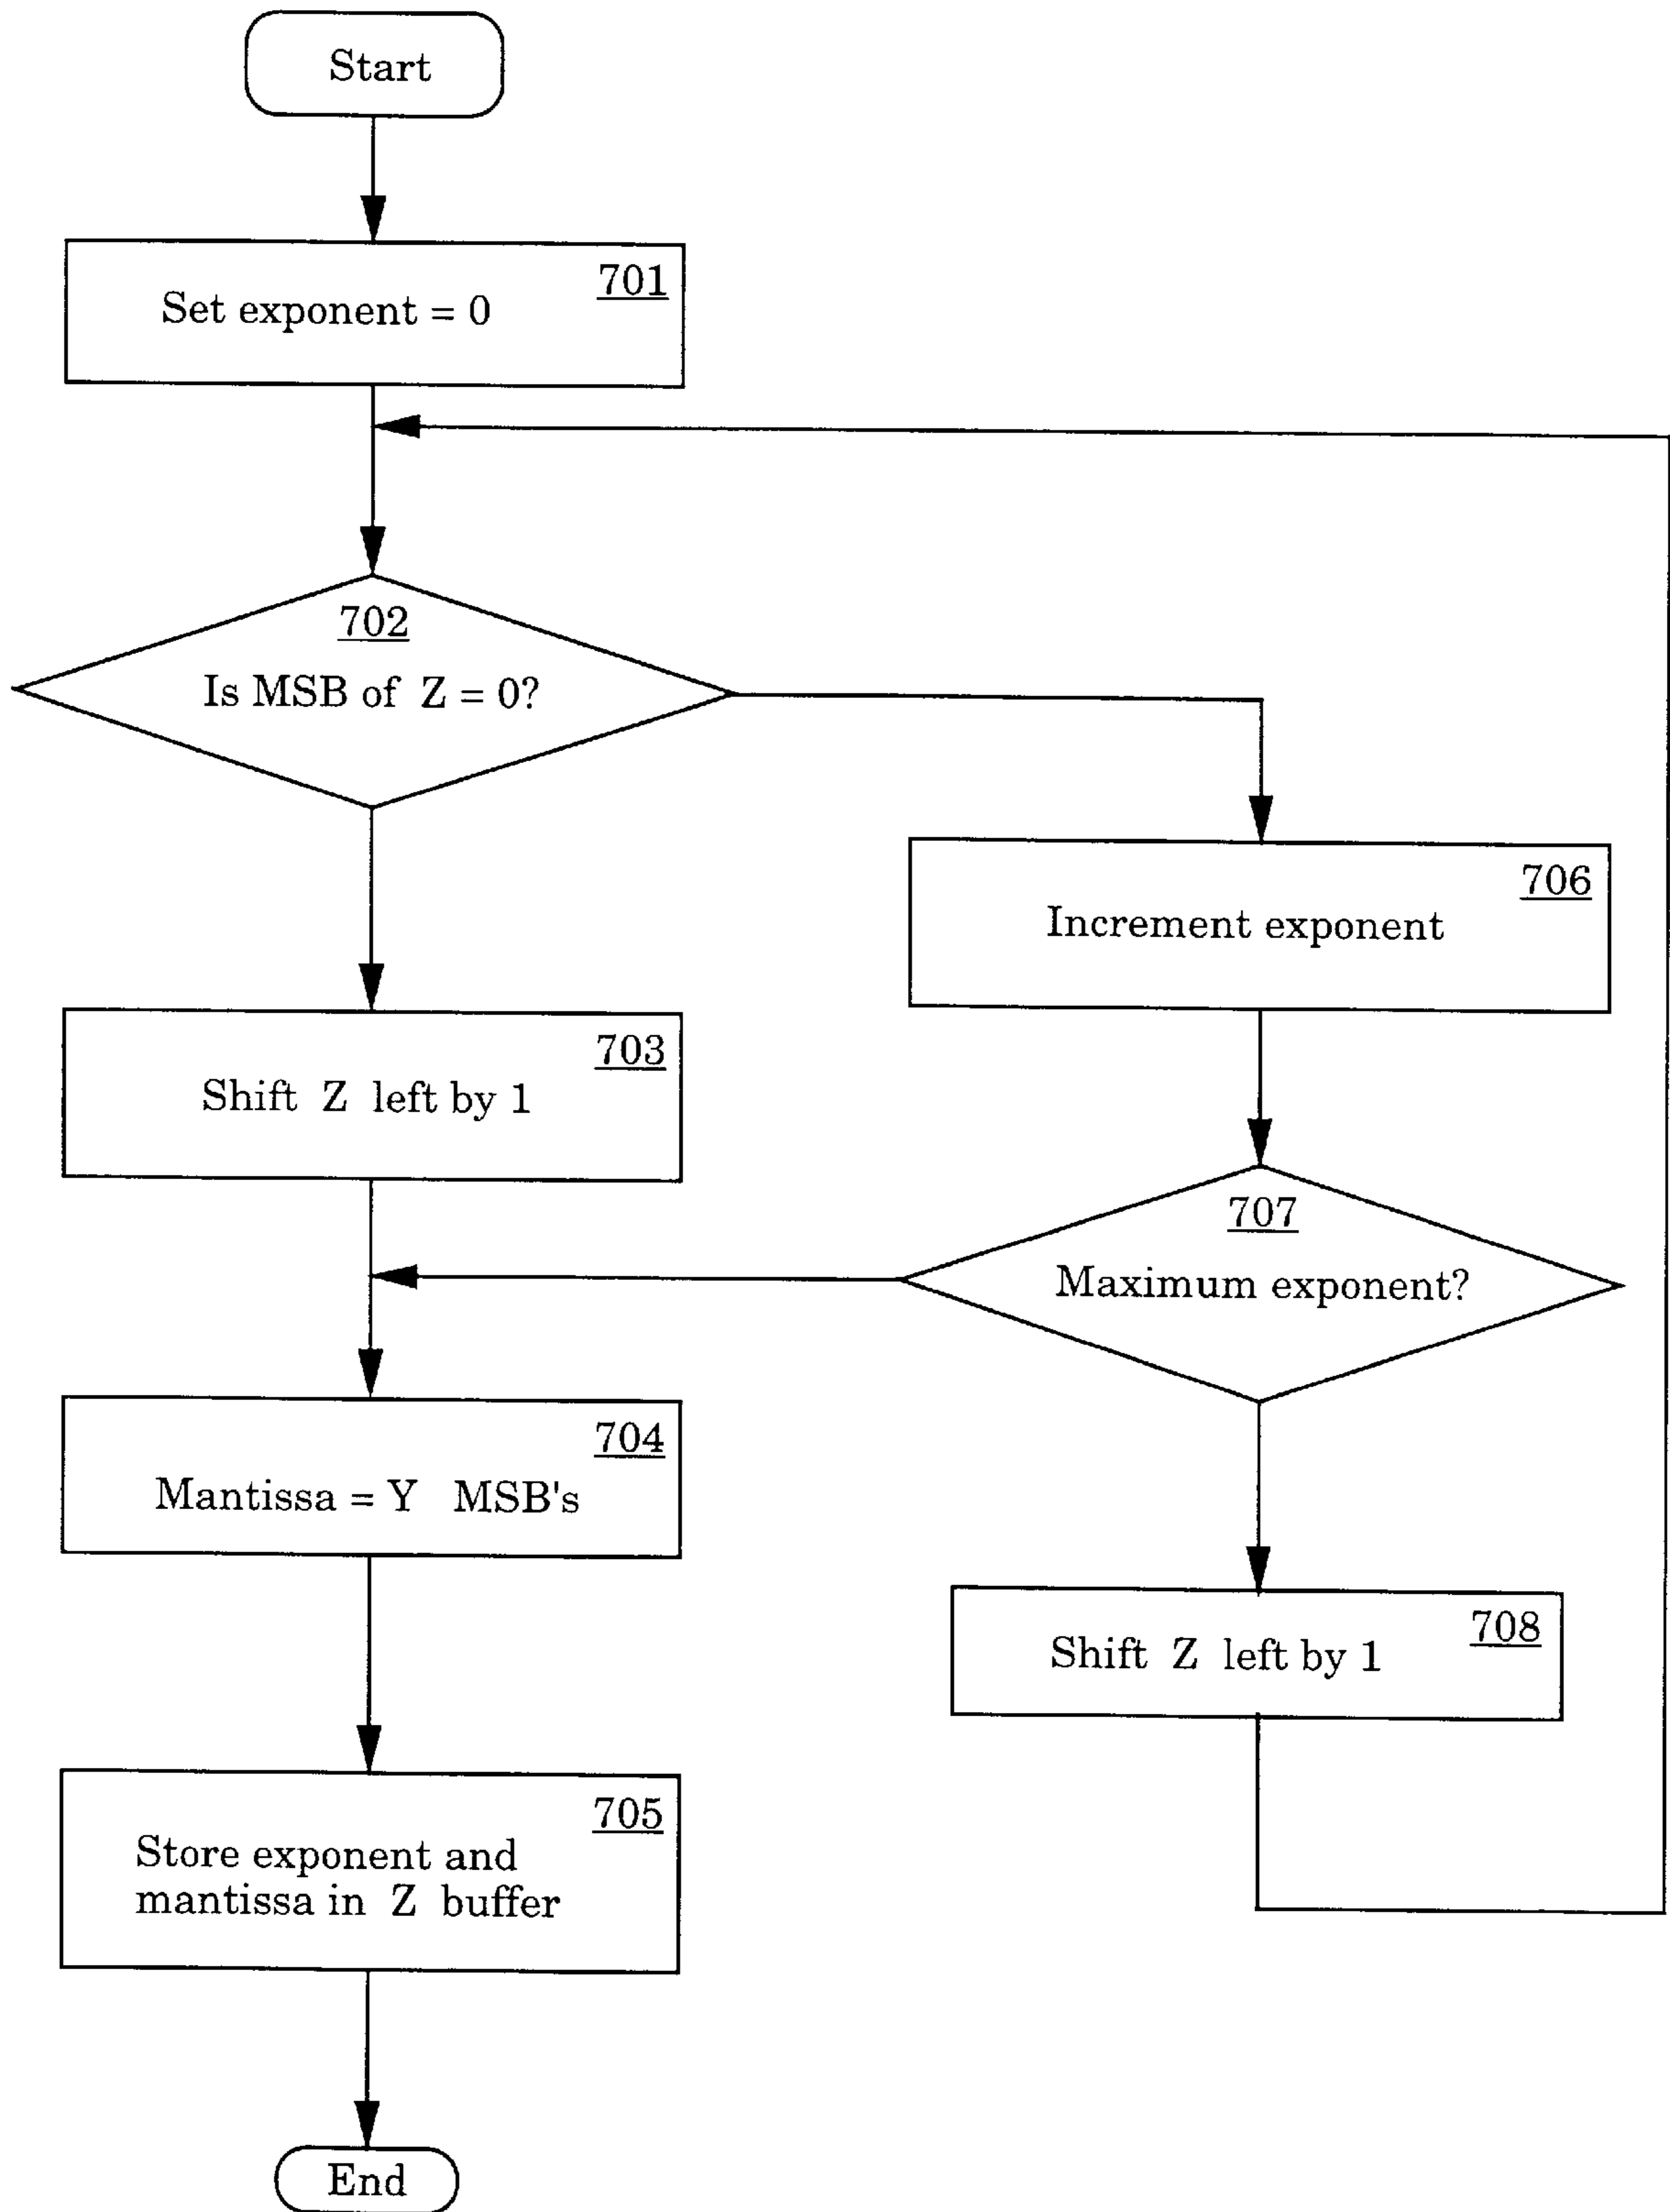 Start
701
Set exponent = 0
702
Is MSB of Z = 0?
706
Increment exponent
703
Shift Z left by 1
707
Maximum exponent?
704
Mantissa = Y MSB's
708
Shift Z left by 1
705
Store exponent and
mantissa in Z buffer
End